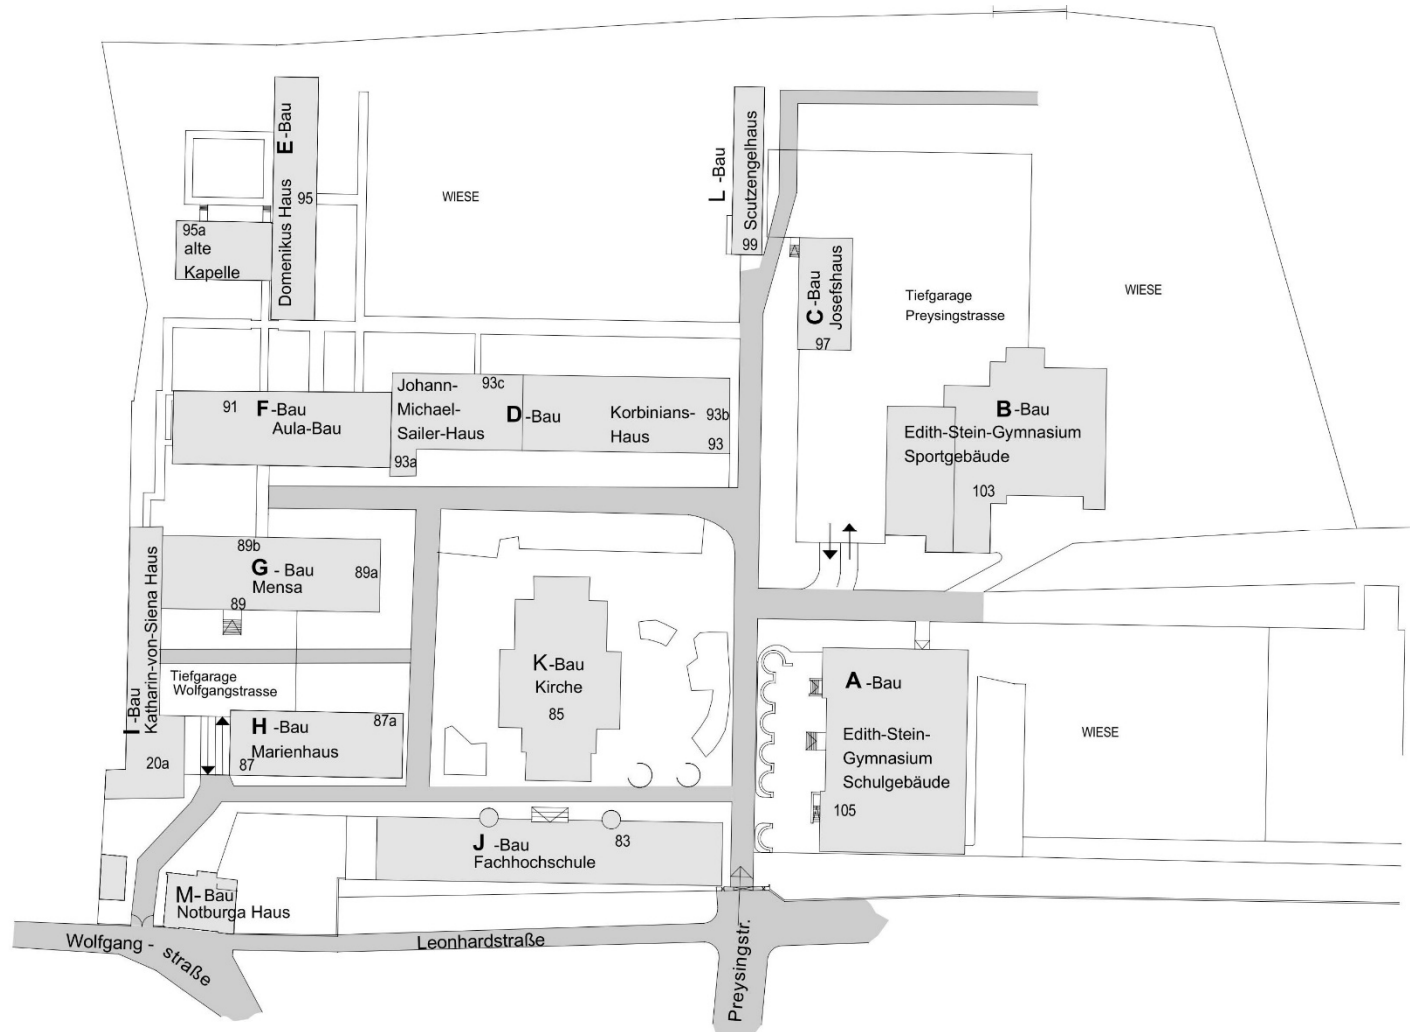 E-Bau
Domenikus Haus
95
95a
alte
Kapelle
WIESE
L-Bau
Scutzengelhaus
99
C-Bau
Josefshaus
97
Tiefgarage
Preysingstrasse
WIESE
91
F-Bau
Aula-Bau
Johann-
Michael-
Sailer-Haus
93c
93a
D-Bau
Korbinians-
Haus
93b
93
B-Bau
Edith-Stein-Gymnasium
Sportgebäude
103
I-Bau
Katharin-von-Siena Haus
20a
89b
G - Bau
Mensa
89a
89
Tiefgarage
Wolfgangstrasse
H-Bau
Marienhaus
87a
87
K-Bau
Kirche
85
A-Bau
Edith-Stein-
Gymnasium
Schulgebäude
105
WIESE
J-Bau
Fachhochschule
83
M-Bau
Notburga Haus
Wolfgang-
straße
Leonhardstraße
Preysingstr.